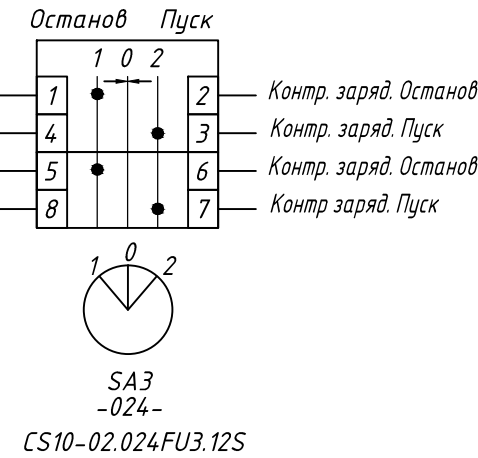 Останов Пуск
1 0 2
1 2 Контр. заряд. Останов
4 3 Контр. заряд. Пуск
5 6 Контр. заряд. Останов
8 7 Контр заряд. Пуск
1 0 2
SA3
-024-
CS10-02.024FU3.12S